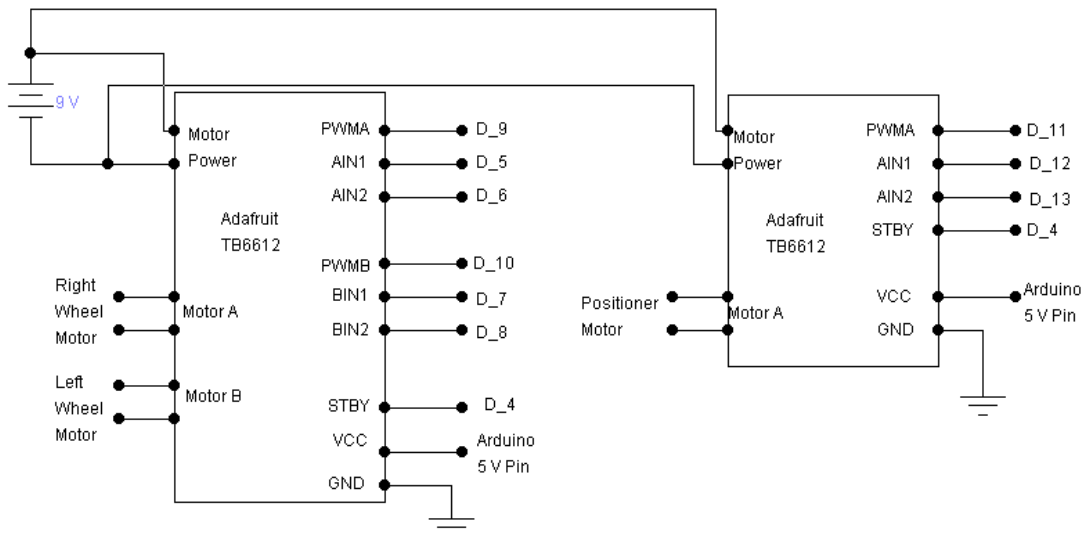 9 V
Motor
Power
PWMA
D_9
AIN1
D_5
AIN2
D_6
Adafruit
TB6612
PWMB
D_10
BIN1
D_7
BIN2
D_8
Right
Wheel
Motor
Motor A
Left
Wheel
Motor
Motor B
STBY
D_4
VCC
Arduino
5 V Pin
GND
Motor
Power
PWMA
D_11
AIN1
D_12
AIN2
D_13
STBY
D_4
Adafruit
TB6612
Positioner
Motor
Motor A
VCC
Arduino
5 V Pin
GND